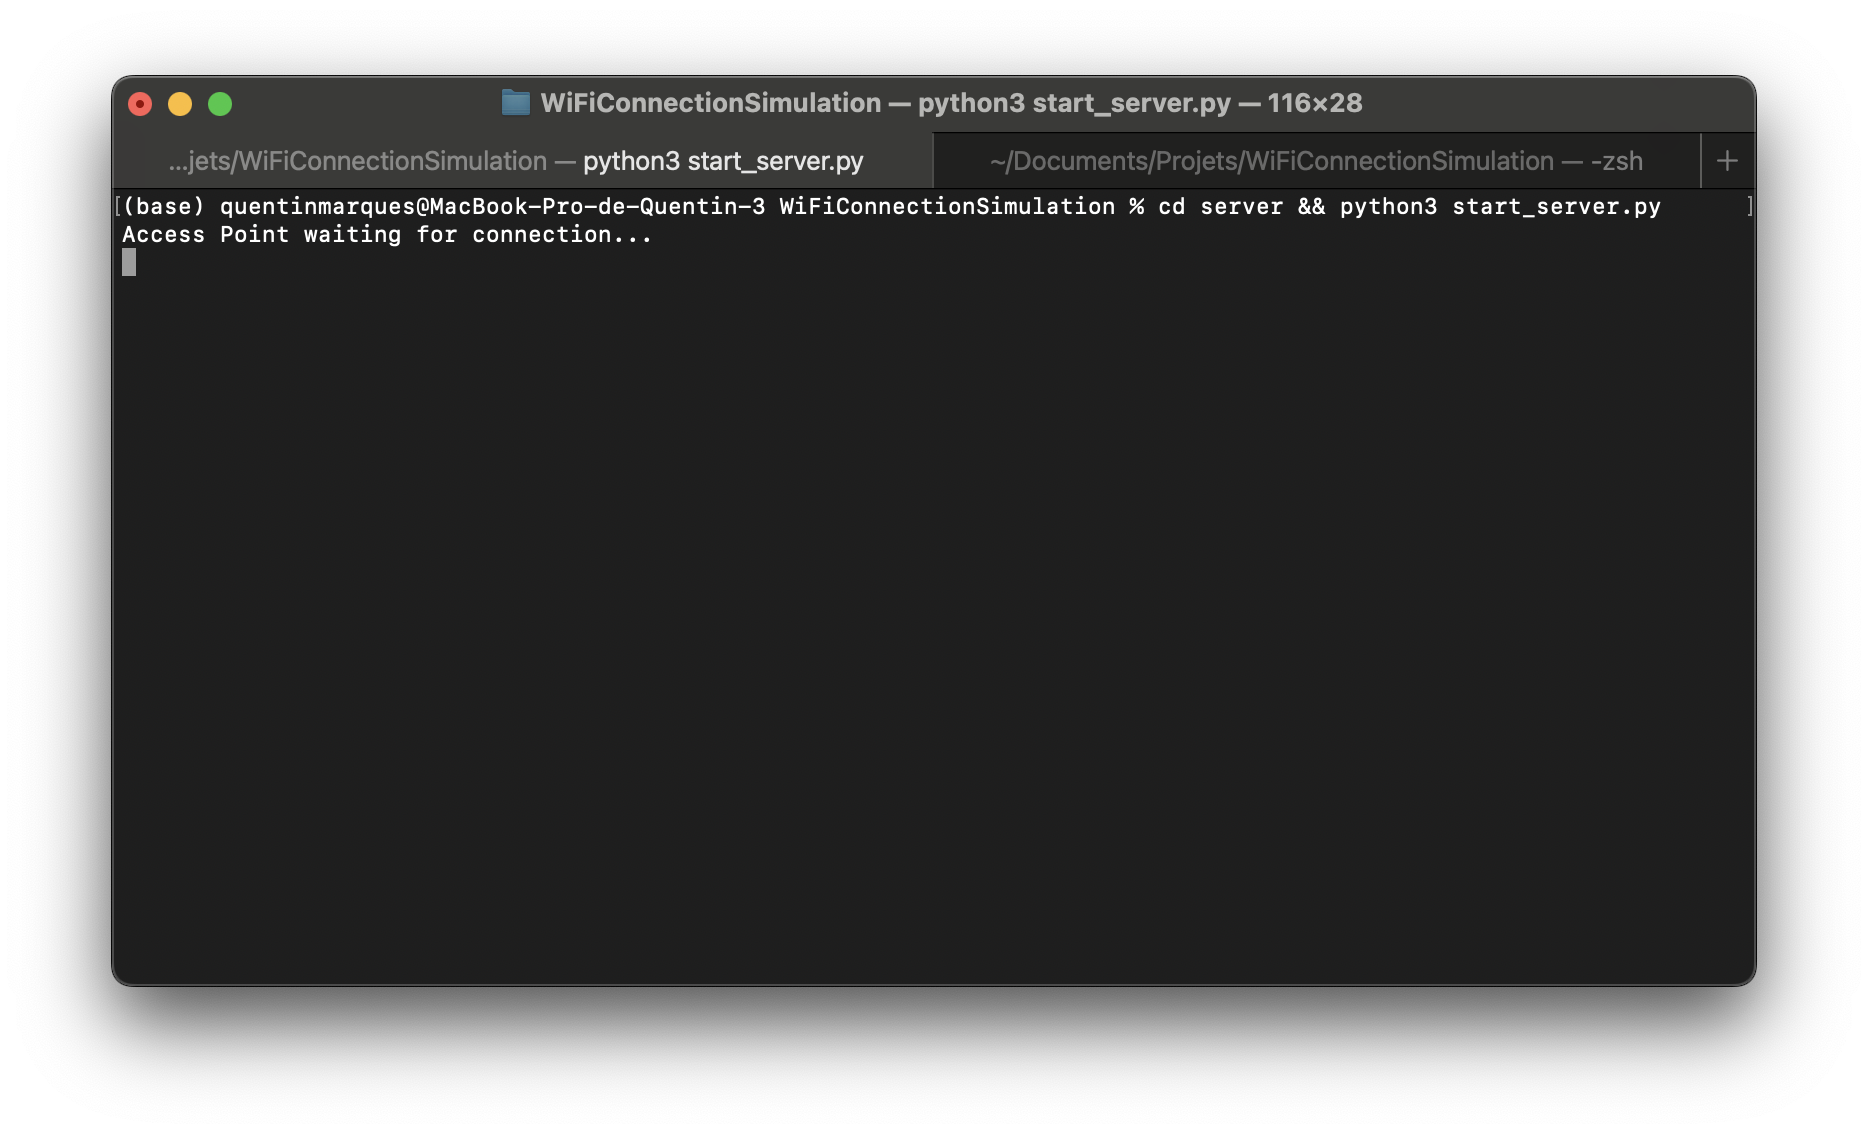 WiFiConnectionSimulation — python3 start_server.py — 116×28
...jets/WiFiConnectionSimulation — python3 start_server.py
~/Documents/Projets/WiFiConnectionSimulation — -zsh
+
[(base) quentinmarques@MacBook-Pro-de-Quentin-3 WiFiConnectionSimulation % cd server && python3 start_server.py ]
Access Point waiting for connection...